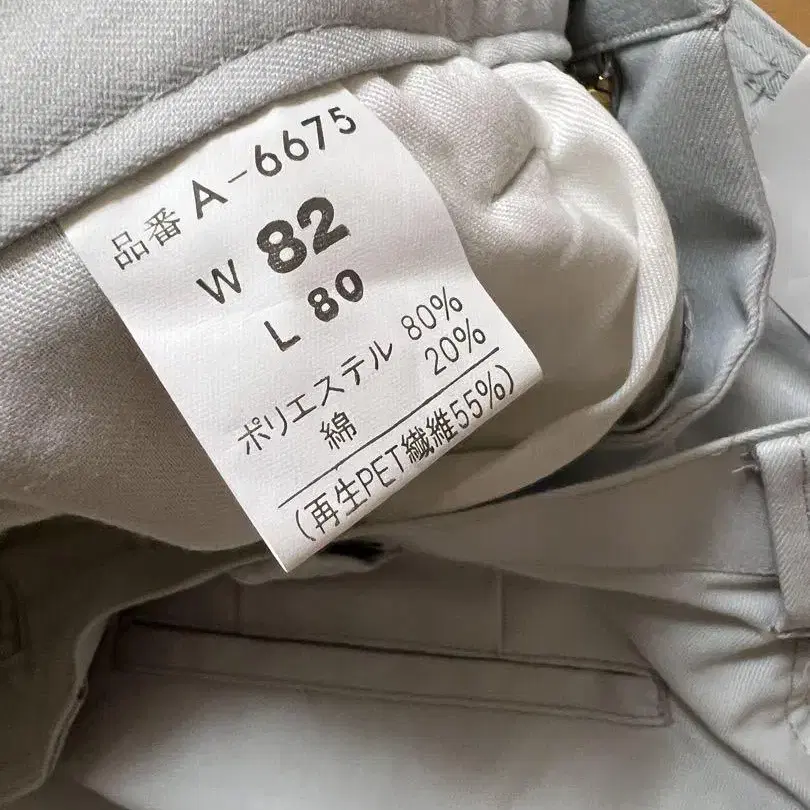 品番 A-6675
W 82
L 80
ポリエステル 80%
綿 20%
(再生PET繊維55%)